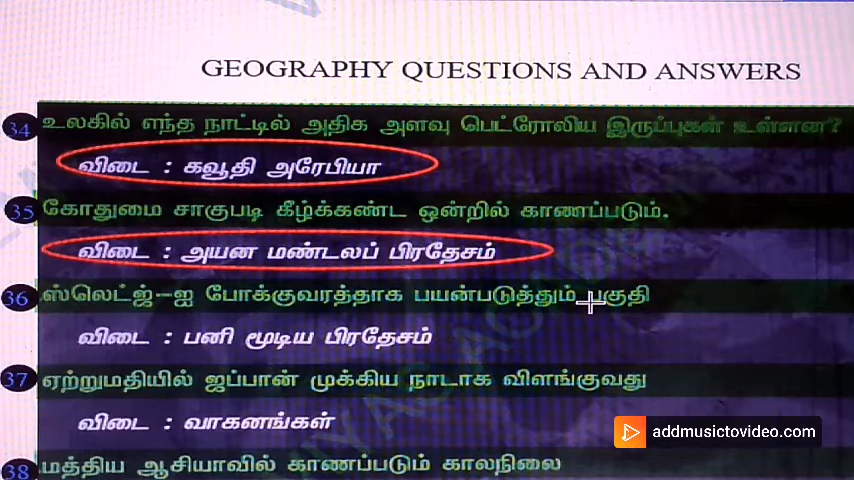 GEOGRAPHY QUESTIONS AND ANSWERS
34 உலகில் எந்த நாட்டில் அதிக அளவு பெட்ரோலிய இருப்புகள் உள்ளன?
விடை : சவூதி அரேபியா
35 கோதுமை சாகுபடி கீழ்க்கண்ட ஒன்றில் காணப்படும்.
விடை : அயன மண்டலப் பிரதேசம்
36 ஸ்லெட்ஜ்-ஐ போக்குவரத்தாக பயன்படுத்தும் பகுதி
விடை : பனி மூடிய பிரதேசம்
37 ஏற்றுமதியில் ஜப்பான் முக்கிய நாடாக விளங்குவது
விடை : வாகனங்கள்
addmusictovideo.com
38 மத்திய ஆசியாவில் காணப்படும் காலநிலை